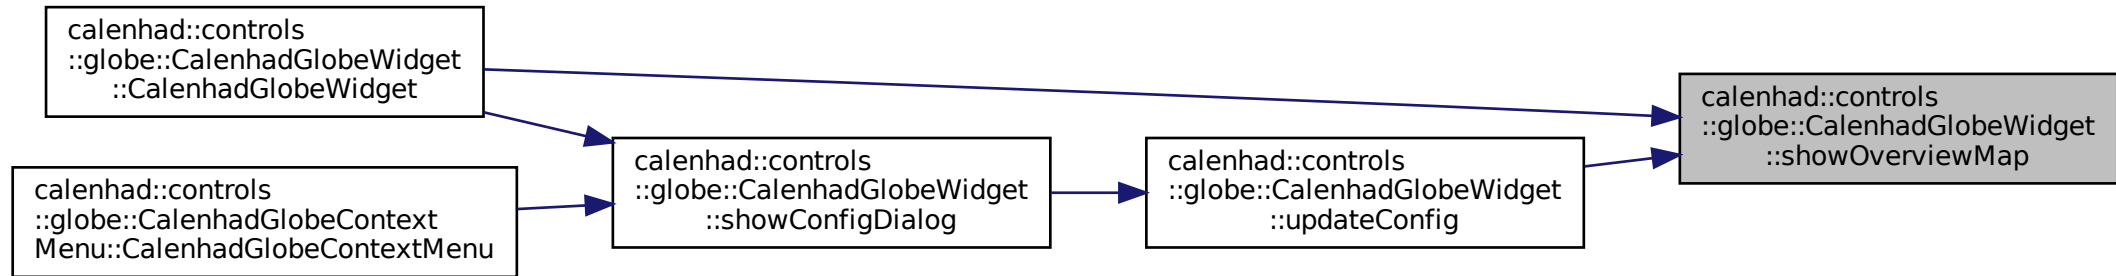 calenhad::controls
::globe::CalenhadGlobeWidget
::CalenhadGlobeWidget
calenhad::controls
::globe::CalenhadGlobeContext
Menu::CalenhadGlobeContextMenu
calenhad::controls
::globe::CalenhadGlobeWidget
::showConfigDialog
calenhad::controls
::globe::CalenhadGlobeWidget
::updateConfig
calenhad::controls
::globe::CalenhadGlobeWidget
::showOverviewMap